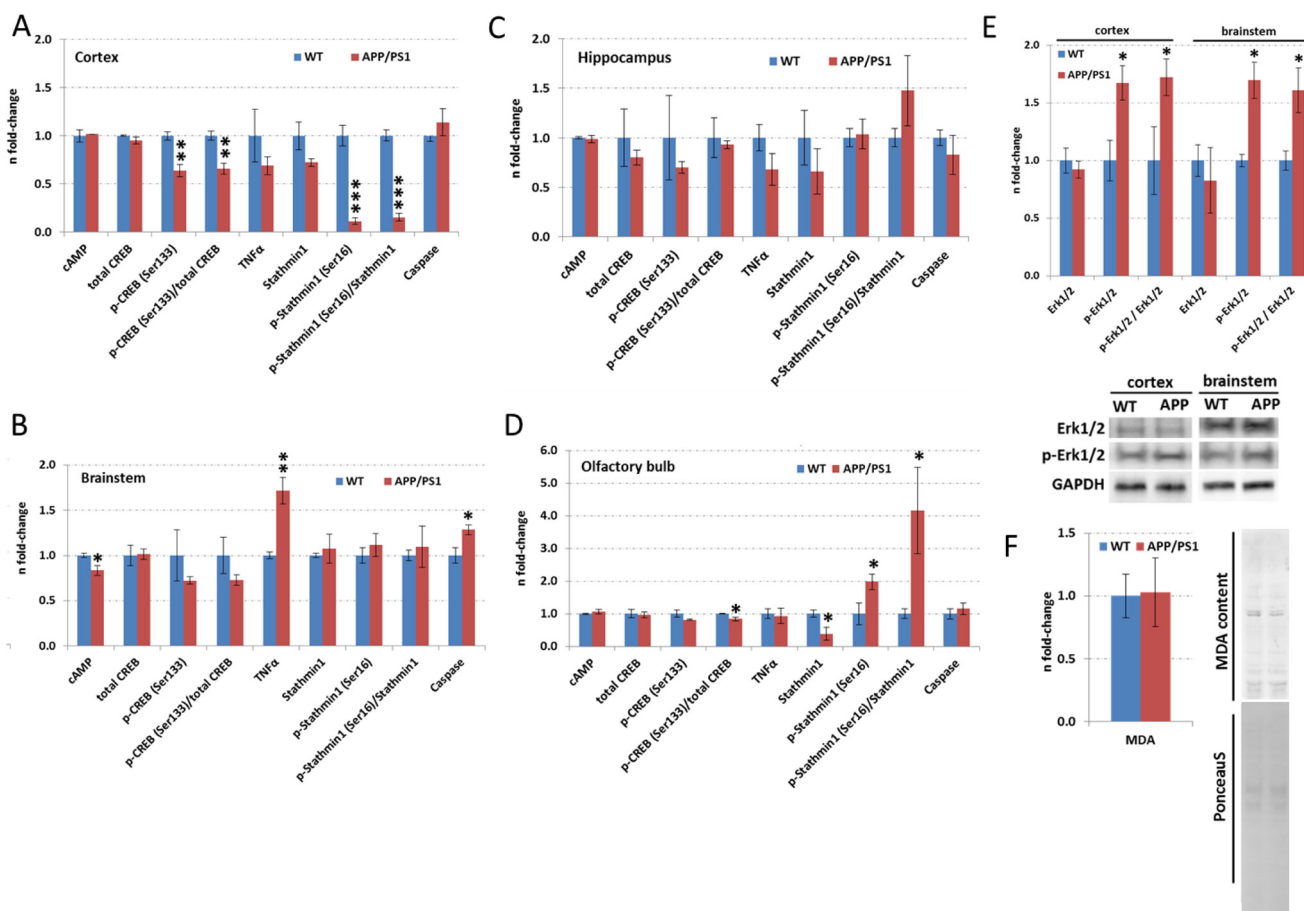 A
Cortex
WT
APP/PS1
n fold-change
2.0
1.5
1.0
0.5
0.0
**
**
***
***
cAMP
total CREB
p-CREB (Ser133)
p-CREB (Ser133)/total CREB
TNFα
Stathmin1
p-Stathmin1 (Ser16)
p-Stathmin1 (Ser16)/Stathmin1
Caspase
C
Hippocampus
WT
APP/PS1
n fold-change
2.0
1.5
1.0
0.5
0.0
cAMP
total CREB
p-CREB (Ser133)
p-CREB (Ser133)/total CREB
TNFα
Stathmin1
p-Stathmin1 (Ser16)
p-Stathmin1 (Ser16)/Stathmin1
Caspase
E
cortex
brainstem
WT
APP/PS1
n fold-change
2.0
1.5
1.0
0.5
0.0
*
*
*
*
Erk1/2
p-Erk1/2
p-Erk1/2 / Erk1/2
Erk1/2
p-Erk1/2
p-Erk1/2 / Erk1/2
cortex
brainstem
WT
APP
WT
APP
Erk1/2
p-Erk1/2
GAPDH
B
Brainstem
WT
APP/PS1
n fold-change
2.0
1.5
1.0
0.5
0.0
*
**
*
cAMP
total CREB
p-CREB (Ser133)
p-CREB (Ser133)/total CREB
TNFα
Stathmin1
p-Stathmin1 (Ser16)
p-Stathmin1 (Ser16)/Stathmin1
Caspase
D
Olfactory bulb
WT
APP/PS1
n fold-change
6.0
5.0
4.0
2.0
1.0
0.0
*
*
*
*
cAMP
total CREB
p-CREB (Ser133)
p-CREB (Ser133)/total CREB
TNFα
Stathmin1
p-Stathmin1 (Ser16)
p-Stathmin1 (Ser16)/Stathmin1
Caspase
F
WT
APP/PS1
n fold-change
1.5
1.0
0.5
0.0
MDA
MDA content
PonceauS